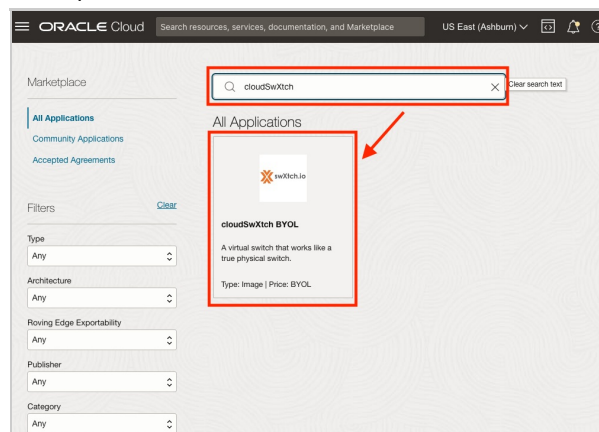 ORACLE Cloud
Search resources, services, documentation, and Marketplace
US East (Ashburn)
Marketplace
All Applications
Community Applications
Accepted Agreements
Filters
Clear
Type
Any
Architecture
Any
Roving Edge Exportability
Any
Publisher
Any
Category
Any
cloudSwXtch
Clear search text
All Applications
swXtch.io
cloudSwXtch BYOL
A virtual switch that works like a
true physical switch.
Type: Image | Price: BYOL